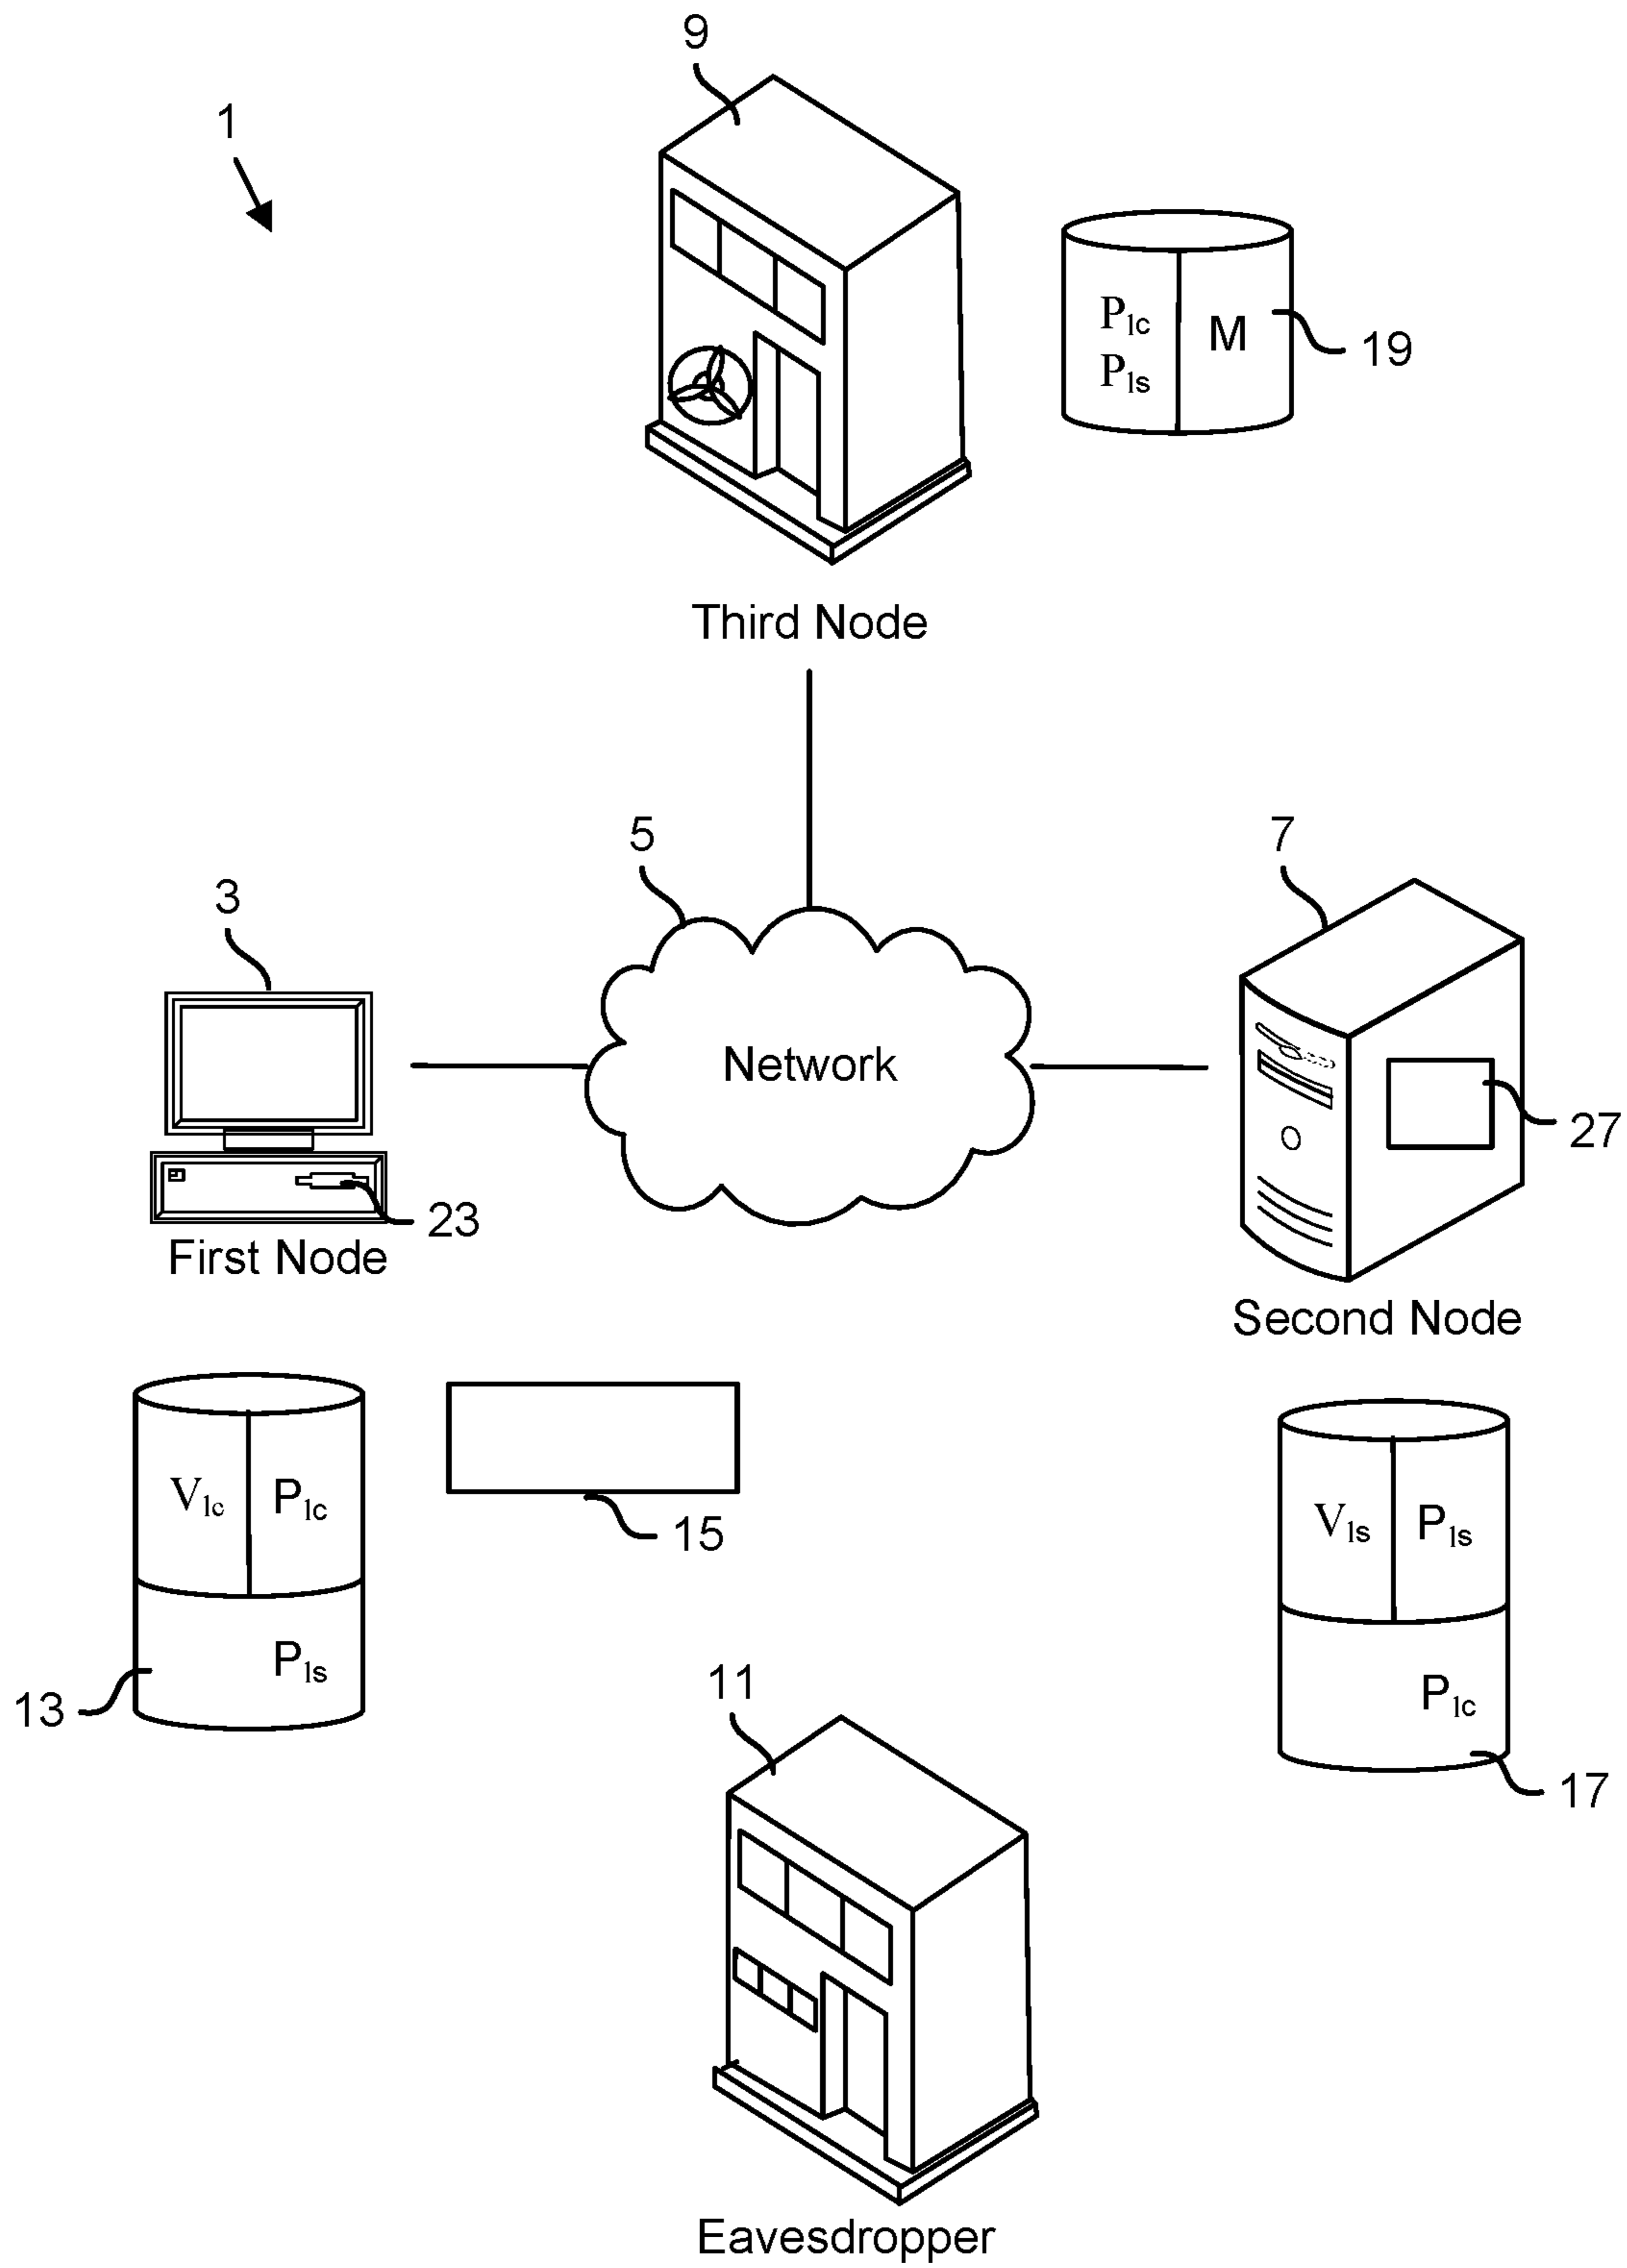 9
1
P1c
M
19
P1s
Third Node
5
7
3
Network
27
23
First Node
Second Node
V1c
P1c
V1s
P1s
15
P1s
11
13
P1c
17
Eavesdropper